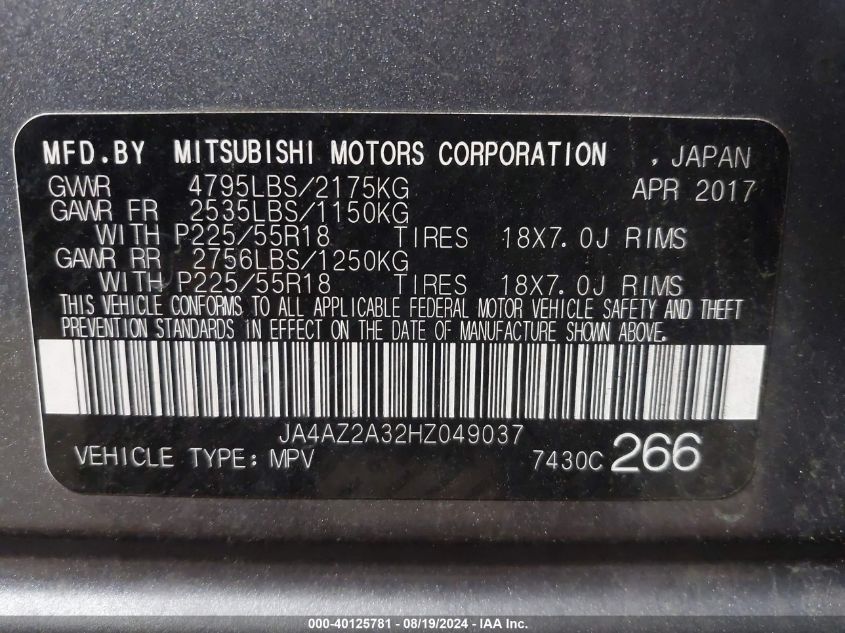 MFD.BY MITSUBISHI MOTORS CORPORATION , JAPAN
GVWR 4795LBS/2175KG APR 2017
GAWR FR 2535LBS/1150KG
WITH P225/55R18 TIRES 18X7.0J RIMS
GAWR RR 2756LBS/1250KG
WITH P225/55R18 TIRES 18X7.0J RIMS
THIS VEHICLE CONFORMS TO ALL APPLICABLE FEDERAL MOTOR VEHICLE SAFETY AND THEFT
PREVENTION STANDARDS IN EFFECT ON THE DATE OF MANUFACTURE SHOWN ABOVE.
JA4AZ2A32HZ049037
VEHICLE TYPE: MPV 7430C 266
000-40125781 - 08/19/2024 - IAA Inc.